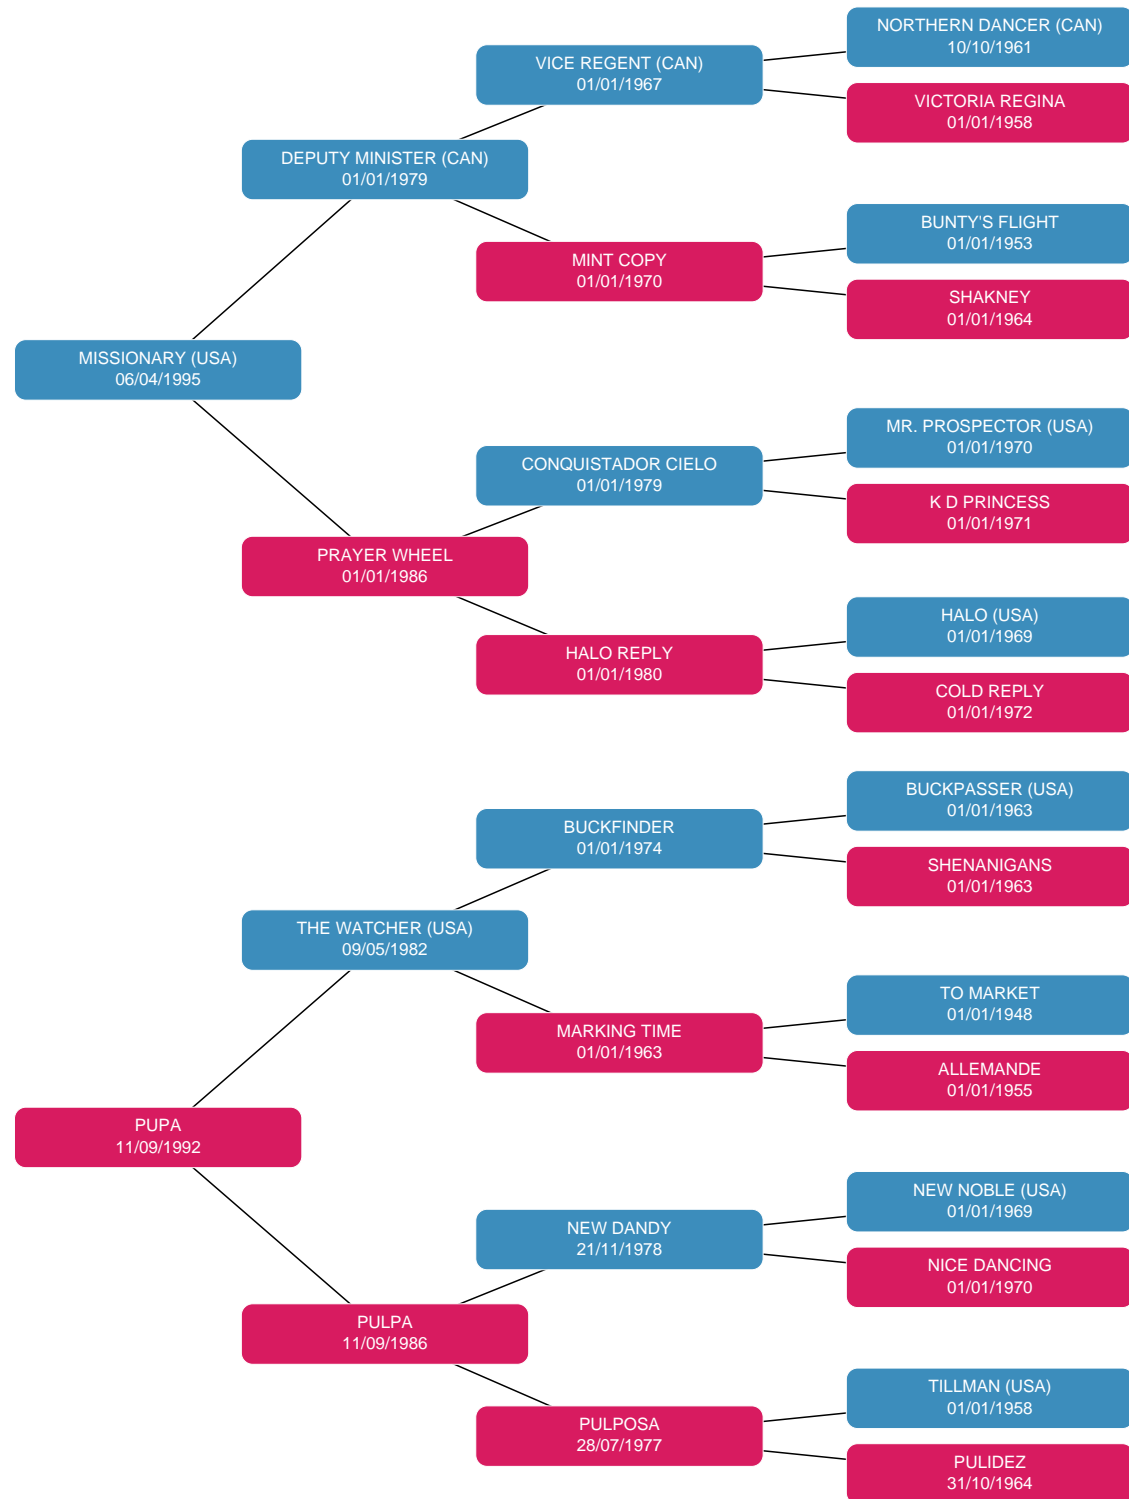 NORTHERN DANCER (CAN)
10/10/1961
VICE REGENT (CAN)
01/01/1967
VICTORIA REGINA
01/01/1958
DEPUTY MINISTER (CAN)
01/01/1979
BUNTY'S FLIGHT
01/01/1953
MINT COPY
01/01/1970
SHAKNEY
01/01/1964
MISSIONARY (USA)
06/04/1995
MR. PROSPECTOR (USA)
01/01/1970
CONQUISTADOR CIELO
01/01/1979
K D PRINCESS
01/01/1971
PRAYER WHEEL
01/01/1986
HALO (USA)
01/01/1969
HALO REPLY
01/01/1980
COLD REPLY
01/01/1972
BUCKPASSER (USA)
01/01/1963
BUCKFINDER
01/01/1974
SHENANIGANS
01/01/1963
THE WATCHER (USA)
09/05/1982
TO MARKET
01/01/1948
MARKING TIME
01/01/1963
ALLEMANDE
01/01/1955
PUPA
11/09/1992
NEW NOBLE (USA)
01/01/1969
NEW DANDY
21/11/1978
NICE DANCING
01/01/1970
PULPA
11/09/1986
TILLMAN (USA)
01/01/1958
PULPOSA
28/07/1977
PULIDEZ
31/10/1964